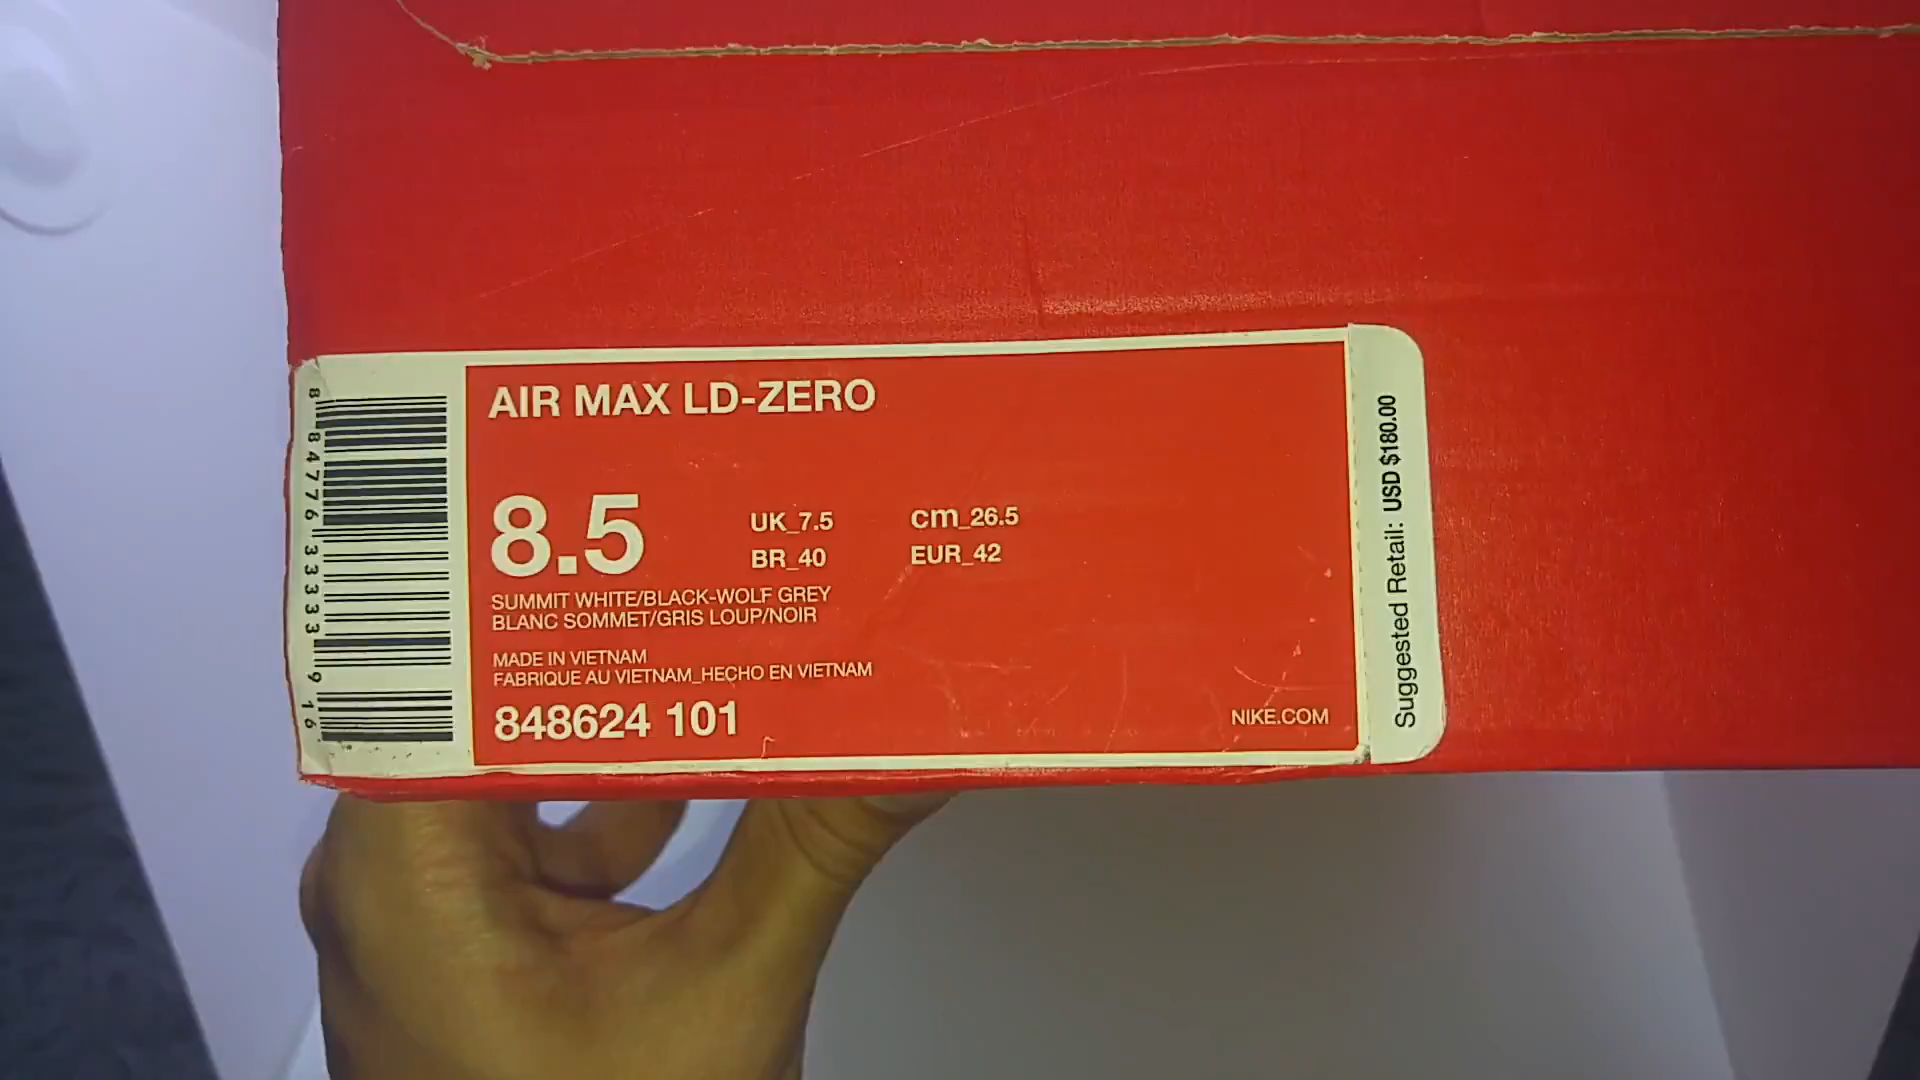 AIR MAX LD-ZERO
8.5
UK_7.5
cm_26.5
BR_40
EUR_42
SUMMIT WHITE/BLACK-WOLF GREY
BLANC SOMMET/GRIS LOUP/NOIR
MADE IN VIETNAM
FABRIQUE AU VIETNAM_HECHO EN VIETNAM
848624 101
NIKE.COM
Suggested Retail: USD $180.00
8 84776 33333 9 16